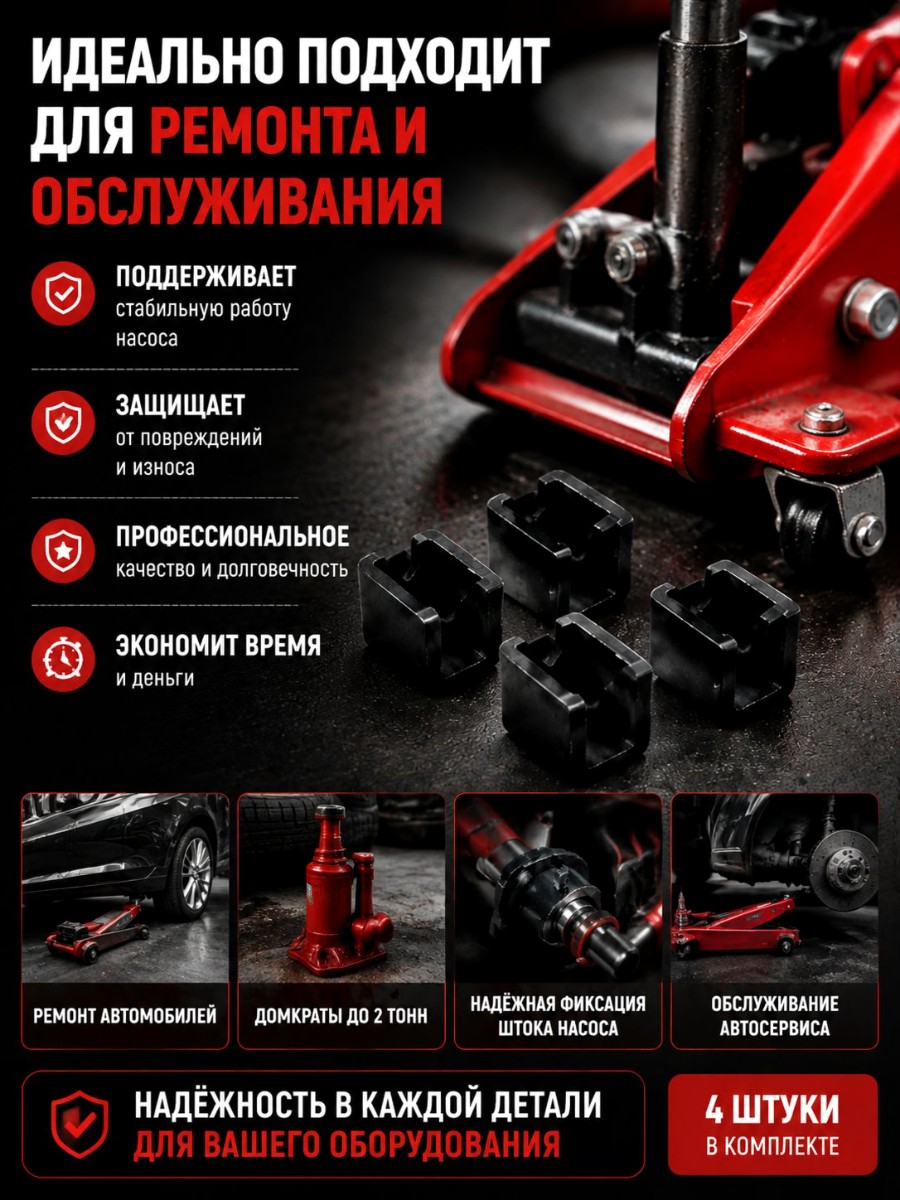 ИДЕАЛЬНО ПОДХОДИТ
ДЛЯ РЕМОНТА И
ОБСЛУЖИВАНИЯ
ПОДДЕРЖИВАЕТ
стабильную работу
насоса
ЗАЩИЩАЕТ
от повреждений
и износа
ПРОФЕССИОНАЛЬНОЕ
качество и долговечность
ЭКОНОМИТ ВРЕМЯ
и деньги
РЕМОНТ АВТОМОБИЛЕЙ
ДОМКРАТЫ ДО 2 ТОНН
НАДЁЖНАЯ ФИКСАЦИЯ
ШТОКА НАСОСА
ОБСЛУЖИВАНИЕ
АВТОСЕРВИСА
НАДЁЖНОСТЬ В КАЖДОЙ ДЕТАЛИ
ДЛЯ ВАШЕГО ОБОРУДОВАНИЯ
4 ШТУКИ
В КОМПЛЕКТЕ